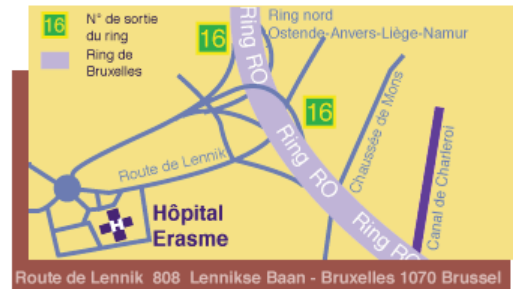 16
N° de sortie
du ring
Ring de
Bruxelles
16
Ring RO
Ring nord
Ostende-Anvers-Liège-Namur
16
Ring RO
Route de Lennik
Chaussée de Mons
Canal de Charleroi
Ring RO
Hôpital
Erasme
Route de Lennik 808 Lennikse Baan - Bruxelles 1070 Brussel